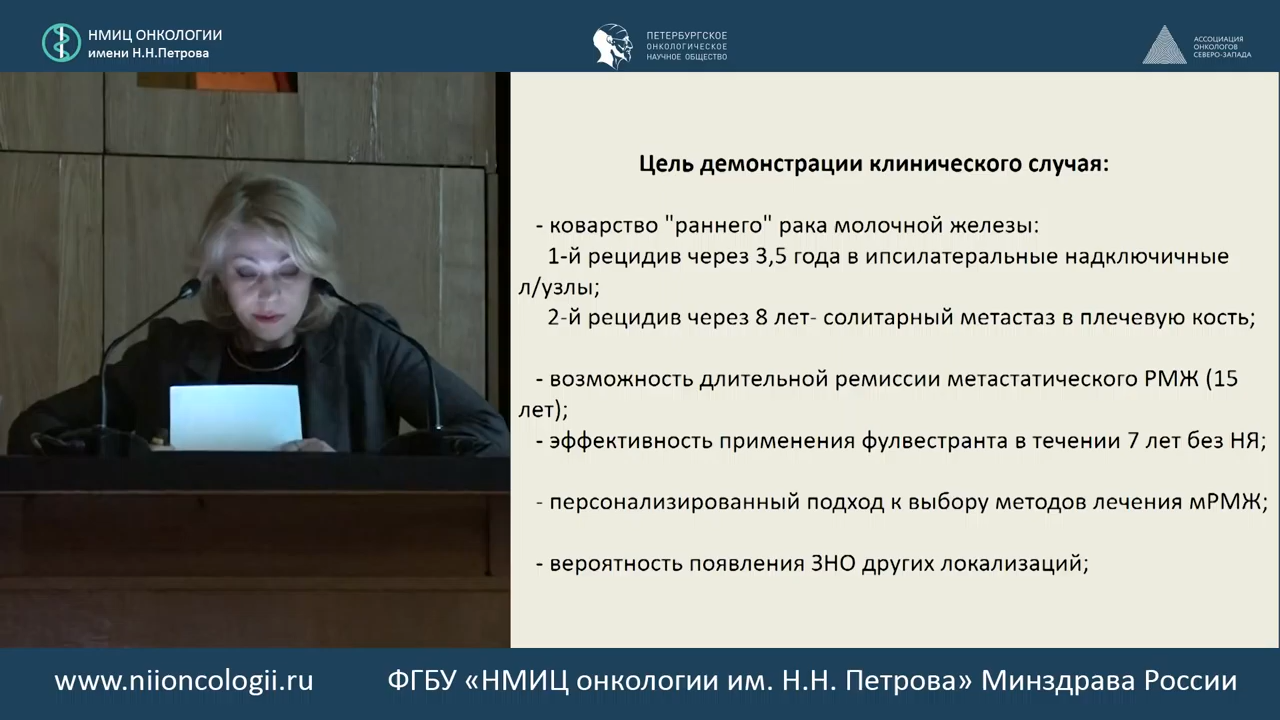 НМИЦ ОНКОЛОГИИ
имени Н.Н.Петрова
ПЕТЕРБУРГСКОЕ
ОНКОЛОГИЧЕСКОЕ
НАУЧНОЕ ОБЩЕСТВО
АССОЦИАЦИЯ
ОНКОЛОГОВ
СЕВЕРО-ЗАПАДА
Цель демонстрации клинического случая:
- коварство "раннего" рака молочной железы:
1-й рецидив через 3,5 года в ипсилатеральные надключичные
л/узлы;
2-й рецидив через 8 лет- солитарный метастаз в плечевую кость;
- возможность длительной ремиссии метастатического РМЖ (15
лет);
- эффективность применения фулвестранта в течении 7 лет без НЯ;
- персонализированный подход к выбору методов лечения мРМЖ;
- вероятность появления ЗНО других локализаций;
www.niioncologii.ru
ФГБУ «НМИЦ онкологии им. Н.Н. Петрова» Минздрава России